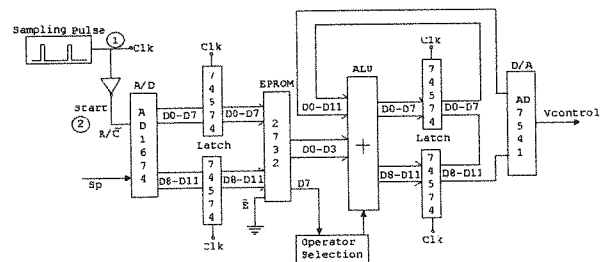 Sampling Pulse
1
Clk
Start
2
R/C
Sp
A/D
AD1674
D0-D7
D8-D11
Clk
74574
Latch
74574
Clk
D0-D7
D8-D11
EPROM
2732
E
D0-D3
D7
D0-D11
ALU
+
Operator
Selection
D0-D7
D8-D11
Clk
74574
Latch
74574
Clk
D0-D7
D8-D11
D/A
AD7541
Vcontrol